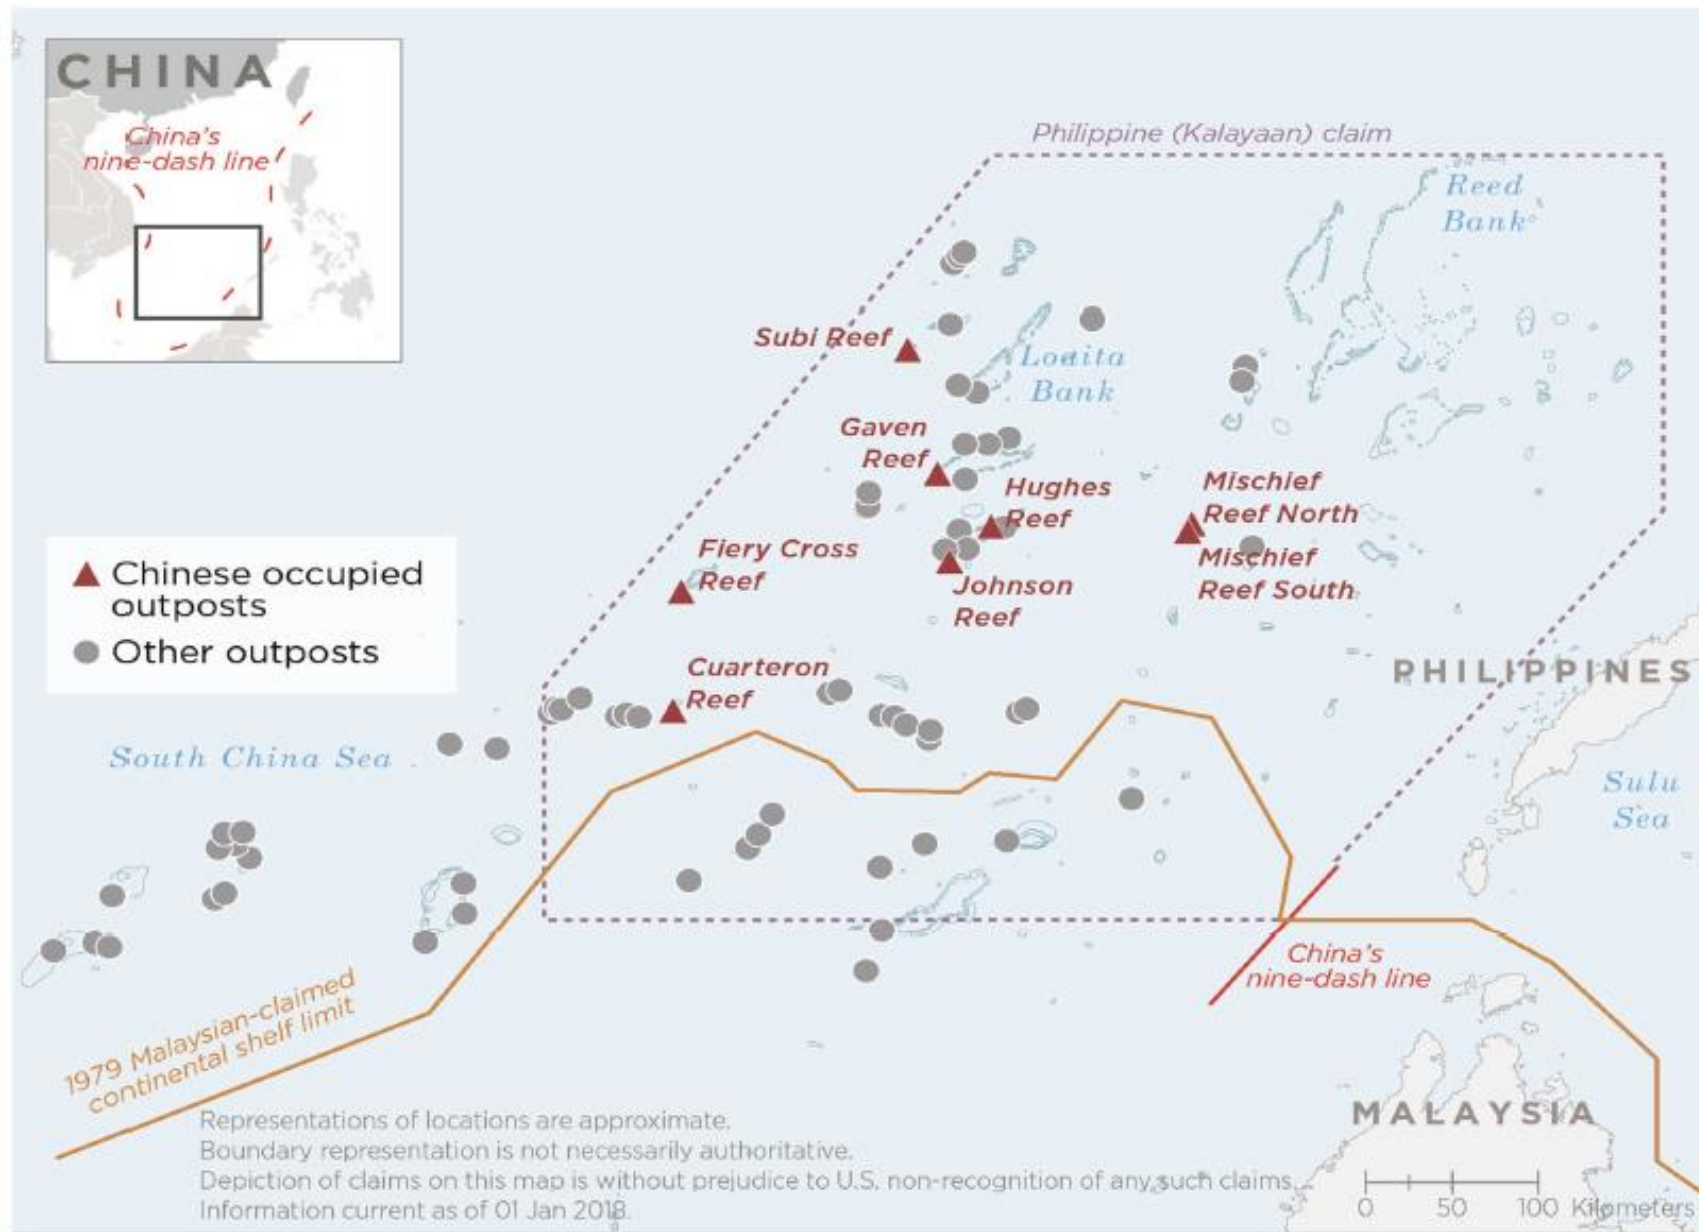 CHINA
China's
nine-dash line
Philippine (Kalayaan) claim
Reed
Bank
Subi Reef
Loaita
Bank
Gaven
Reef
Hughes
Reef
Mischief
Reef North
Mischief
Reef South
Fiery Cross
Reef
Johnson
Reef
Chinese occupied
outposts
Other outposts
Cuarteron
Reef
PHILIPPINES
South China Sea
Sulu
Sea
China's
nine-dash line
1979 Malaysian-claimed
continental shelf limit
MALAYSIA
Representations of locations are approximate.
Boundary representation is not necessarily authoritative.
Depiction of claims on this map is without prejudice to U.S. non-recognition of any such claims.
Information current as of 01 Jan 2018.
0 50 100 Kilometers